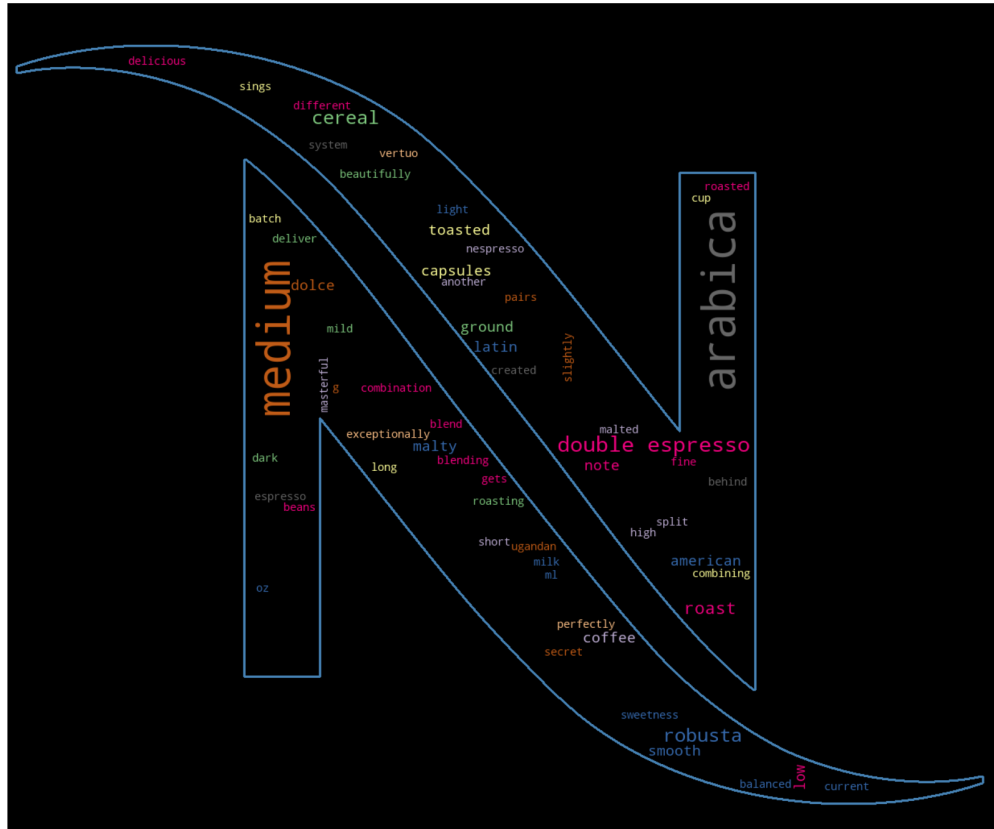 delicious
sings
different
cereal
system
vertuo
beautifully
roasted
cup
light
batch
toasted
deliver
nespresso
capsules
another
dolce
pairs
arabica
medium
ground
mild
latin
slightly
created
masterful
g
combination
blend
malted
exceptionally
malty
double espresso
dark
blending
note
fine
long
gets
behind
espresso
roasting
beans
split
high
short
ugandan
milk
american
ml
combining
oz
roast
perfectly
coffee
secret
sweetness
robusta
smooth
low
balanced
current